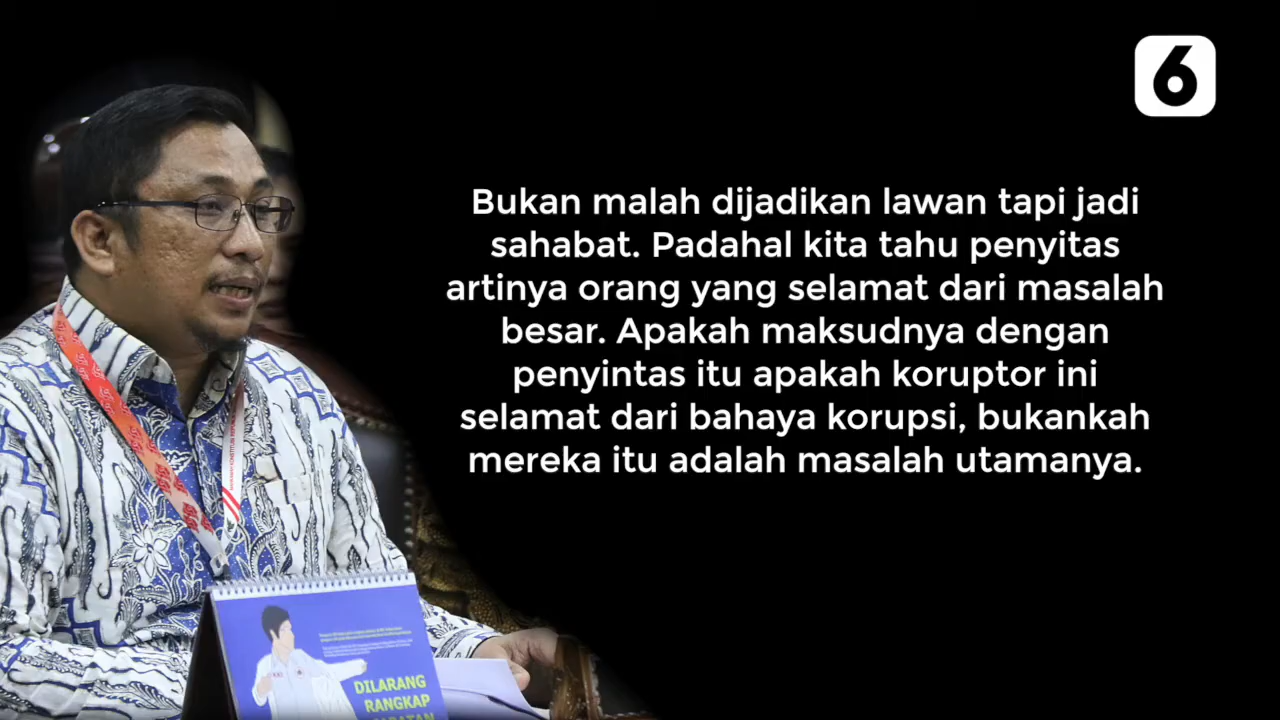 6
Bukan malah dijadikan lawan tapi jadi
sahabat. Padahal kita tahu penyitas
artinya orang yang selamat dari masalah
besar. Apakah maksudnya dengan
penyintas itu apakah koruptor ini
selamat dari bahaya korupsi, bukankah
mereka itu adalah masalah utamanya.
DILARANG
RANGKAP